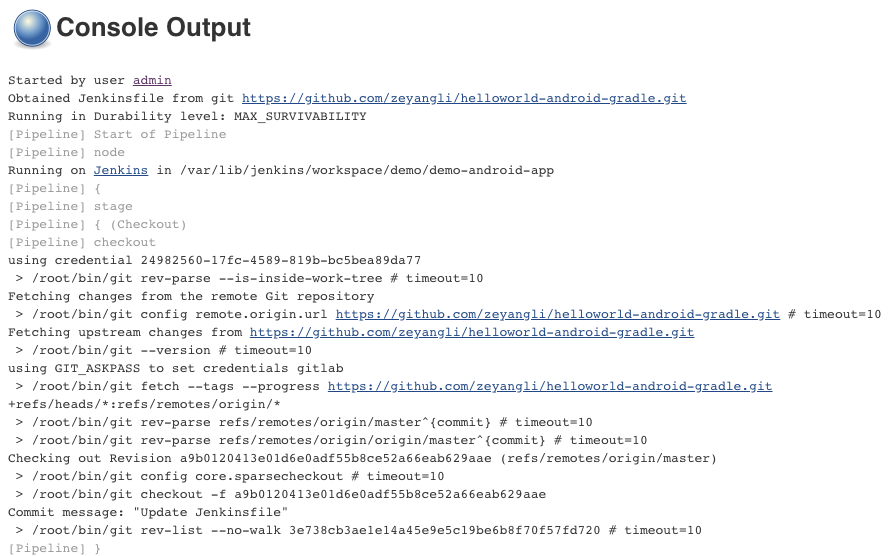 Console Output
Started by user admin
Obtained Jenkinsfile from git https://github.com/zeyangli/helloworld-android-gradle.git
Running in Durability level: MAX_SURVIVABILITY
[Pipeline] Start of Pipeline
[Pipeline] node
Running on Jenkins in /var/lib/jenkins/workspace/demo/demo-android-app
[Pipeline] {
[Pipeline] stage
[Pipeline] { (Checkout)
[Pipeline] checkout
using credential 24982560-17fc-4589-819b-bc5bea89da77
 > /root/bin/git rev-parse --is-inside-work-tree # timeout=10
Fetching changes from the remote Git repository
 > /root/bin/git config remote.origin.url https://github.com/zeyangli/helloworld-android-gradle.git # timeout=10
Fetching upstream changes from https://github.com/zeyangli/helloworld-android-gradle.git
 > /root/bin/git --version # timeout=10
using GIT_ASKPASS to set credentials gitlab
 > /root/bin/git fetch --tags --progress https://github.com/zeyangli/helloworld-android-gradle.git
+refs/heads/*:refs/remotes/origin/*
 > /root/bin/git rev-parse refs/remotes/origin/master^{commit} # timeout=10
 > /root/bin/git rev-parse refs/remotes/origin/origin/master^{commit} # timeout=10
Checking out Revision a9b0120413e01d6e0adf55b8ce52a66eab629aae (refs/remotes/origin/master)
 > /root/bin/git config core.sparsecheckout # timeout=10
 > /root/bin/git checkout -f a9b0120413e01d6e0adf55b8ce52a66eab629aae
Commit message: "Update Jenkinsfile"
 > /root/bin/git rev-list --no-walk 3e738cb3ae1e14a45e9e5c19be6b8f70f57fd720 # timeout=10
[Pipeline] }